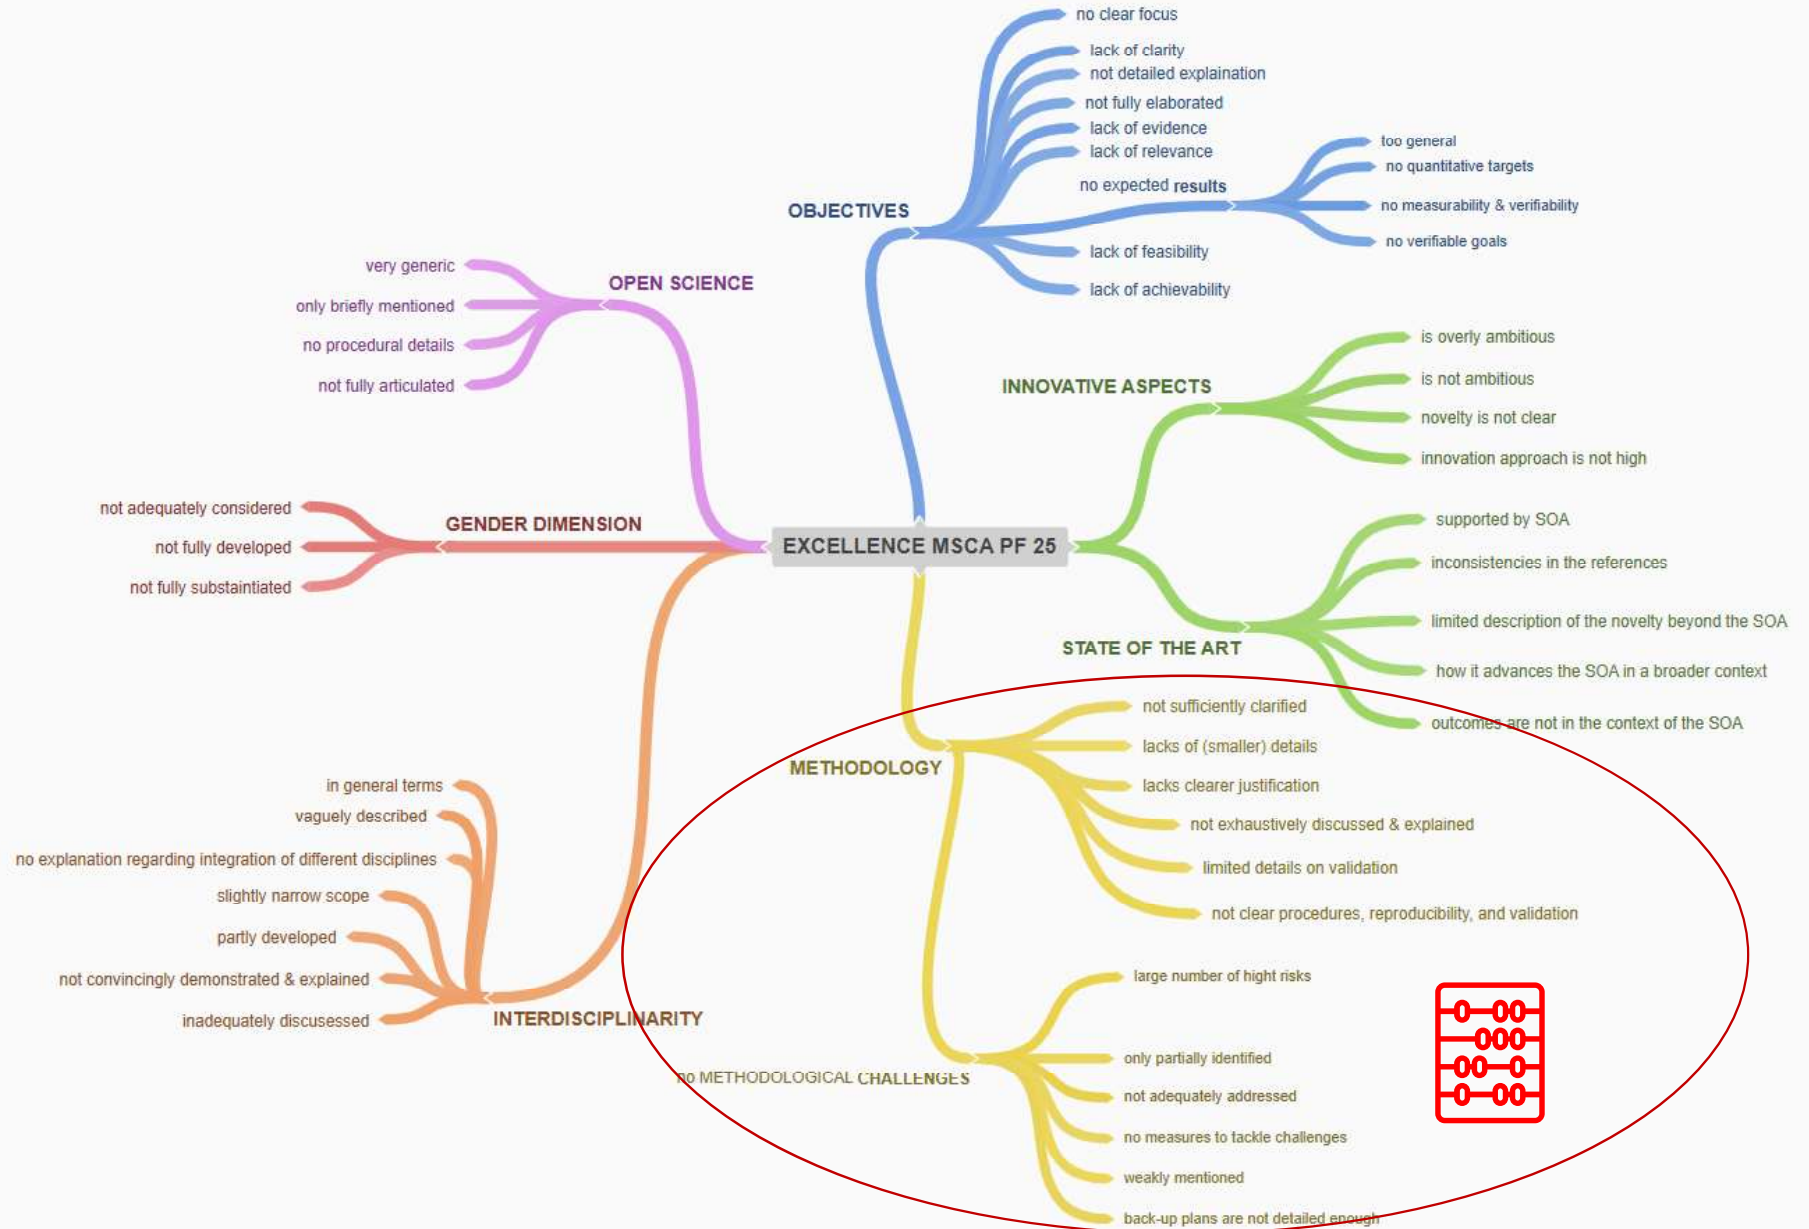 no clear focus
lack of clarity
not detailed explaination
not fully elaborated
lack of evidence
lack of relevance
no expected results
too general
no quantitative targets
no measurability & verifiability
no verifiable goals
OBJECTIVES
lack of feasibility
lack of achievability
very generic
only briefly mentioned
no procedural details
not fully articulated
OPEN SCIENCE
INNOVATIVE ASPECTS
is overly ambitious
is not ambitious
novelty is not clear
innovation approach is not high
not adequately considered
not fully developed
not fully substaintiated
GENDER DIMENSION
EXCELLENCE MSCA PF 25
supported by SOA
inconsistencies in the references
limited description of the novelty beyond the SOA
how it advances the SOA in a broader context
outcomes are not in the context of the SOA
STATE OF THE ART
METHODOLOGY
not sufficiently clarified
lacks of (smaller) details
lacks clearer justification
not exhaustively discussed & explained
limited details on validation
not clear procedures, reproducibility, and validation
in general terms
vaguely described
no explanation regarding integration of different disciplines
slightly narrow scope
partly developed
not convincingly demonstrated & explained
inadequately discusessed
INTERDISCIPLINARITY
no METHODOLOGICAL CHALLENGES
large number of hight risks
only partially identified
not adequately addressed
no measures to tackle challenges
weakly mentioned
back-up plans are not detailed enough